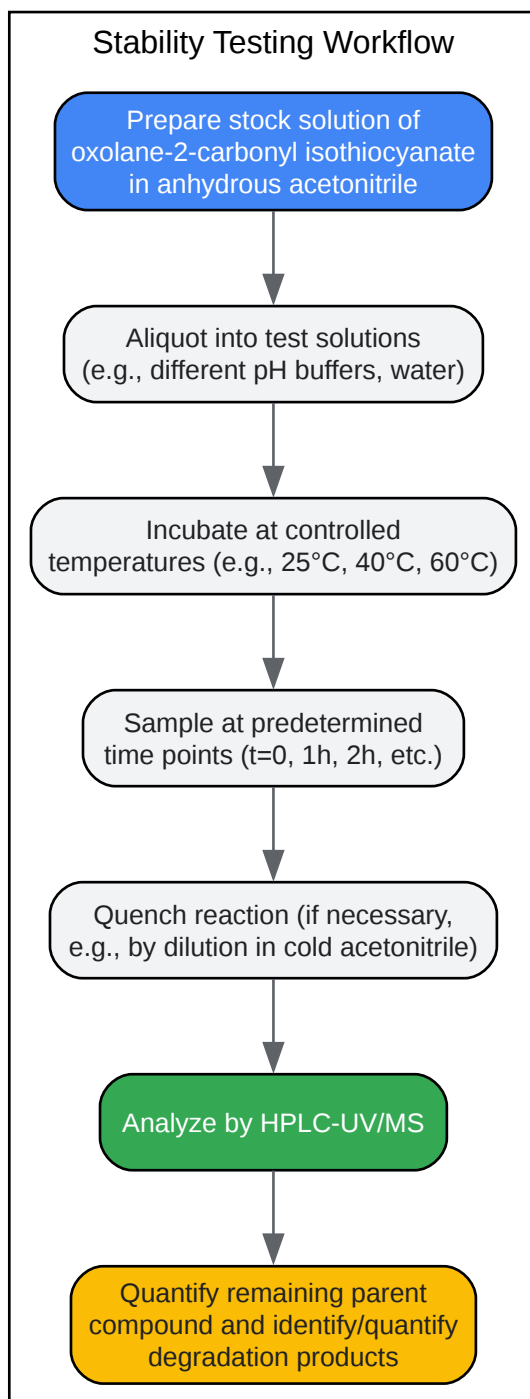 Stability Testing Workflow
Prepare stock solution of
oxolane-2-carbonyl isothiocyanate
in anhydrous acetonitrile
Aliquot into test solutions
(e.g., different pH buffers, water)
Incubate at controlled
temperatures (e.g., 25°C, 40°C, 60°C)
Sample at predetermined
time points (t=0, 1h, 2h, etc.)
Quench reaction (if necessary,
e.g., by dilution in cold acetonitrile)
Analyze by HPLC-UV/MS
Quantify remaining parent
compound and identify/quantify
degradation products